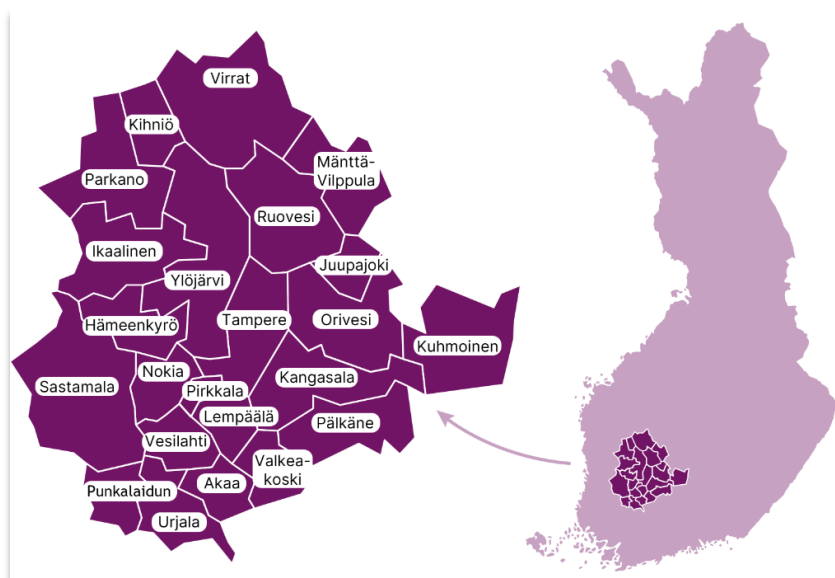 Virrat
Kihniö
Mänttä-
Vilppula
Parkano
Ruovesi
Ikaalinen
Juupajoki
Ylöjärvi
Hämeenkyrö
Tampere
Orivesi
Kuhmoinen
Nokia
Kangasala
Sastamala
Pirkkala
Lempäälä
Pälkäne
Vesilahti
Valkea-
koski
Akaa
Punkalaidun
Urjala